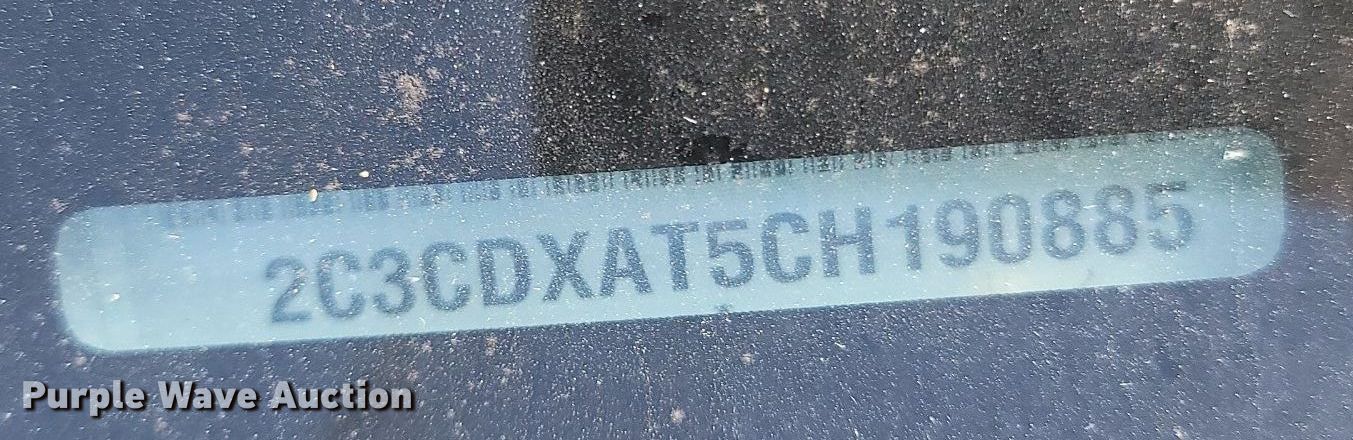 2C3CDXAT5CH190885
Purple Wave Auction